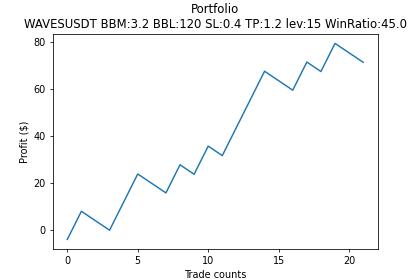 Portfolio
WAVESUSDT BBM:3.2 BBL:120 SL:0.4 TP:1.2 lev:15 WinRatio:45.0
80
60
40
20
0
Profit ($)
0 5 10 15 20
Trade counts